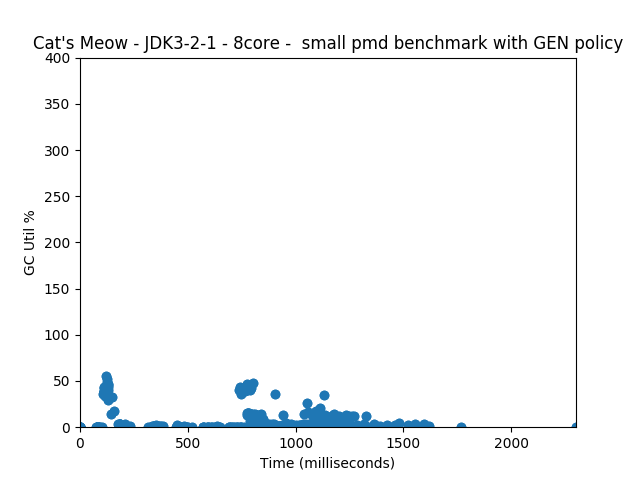 Cat's Meow - JDK3-2-1 - 8core -  small pmd benchmark with GEN policy
400
350
300
250
200
150
100
50
0
GC Util %
0 500 1000 1500 2000
Time (milliseconds)